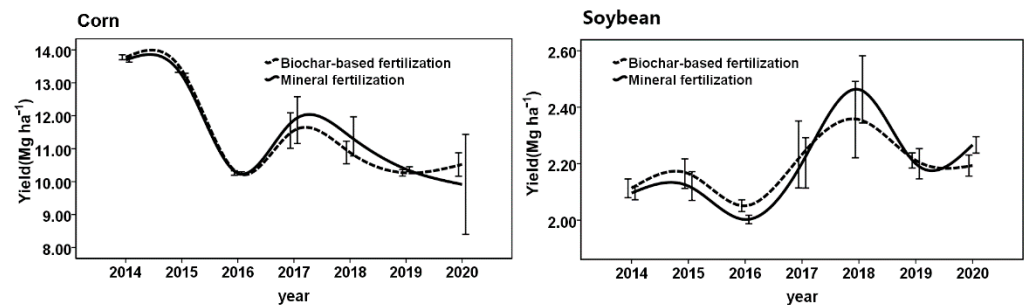 Corn
14.00
13.00
11.00
10.00
9.00
8.00
Yield(Mg ha⁻¹)
Biochar-based fertilization
Mineral fertilization
2014 2015 2016 2017 2018 2019 2020
year
Soybean
2.60
2.40
2.20
2.00
Yield(Mg ha⁻¹)
Biochar-based fertilization
Mineral fertilization
2014 2015 2016 2017 2018 2019 2020
year